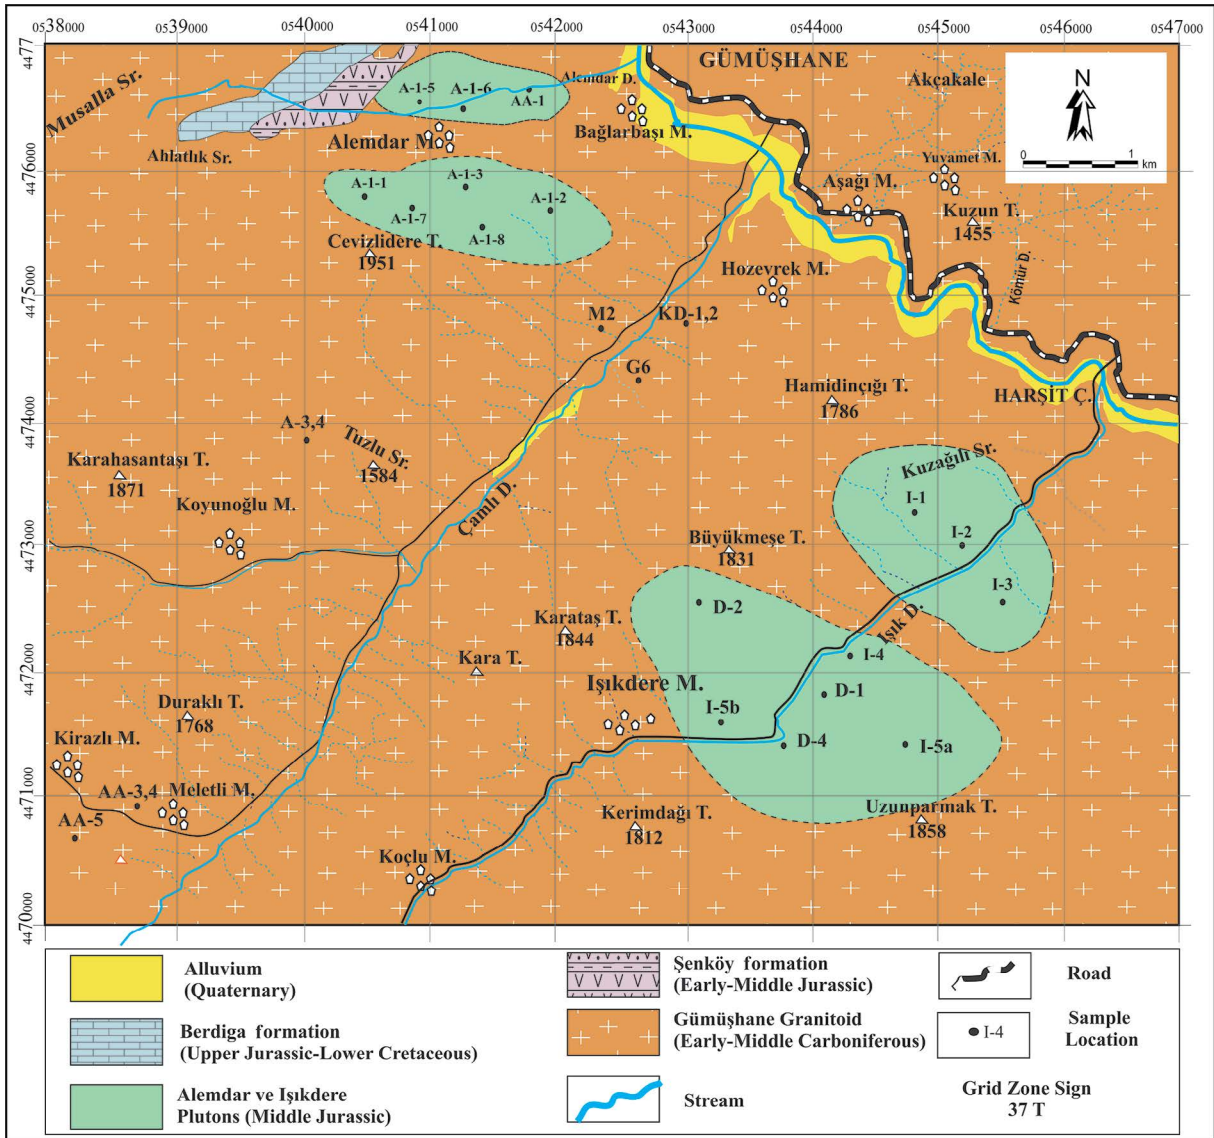 0538000 0539000 0540000 0541000 0542000 0543000 0544000 0545000 0546000 0547000
4477
4476000
4475000
4474000
4473000
4472000
4471000
4470000
Musalla Sr.
Ahlatlık Sr.
A-1-5
A-1-6
AA-1
Alemdar D.
GÜMÜŞHANE
Akçakale
N
0 1
km
Bağlarbaşı M.
Alemdar M.
Yuvamet M.
Aşağı M.
Kuzun T.
1455
A-1-1
A-1-3
A-1-2
A-1-7
A-1-8
Cevizlidere T.
1951
Hozevrek M.
Kömür D.
M2
KD-1,2
G6
Hamidinçığı T.
1786
HARŞİT Ç.
A-3,4
Tuzlu Sr.
1584
Karahasantaşı T.
1871
Koyunoğlu M.
Çamlı D.
Kuzağılı Sr.
I-1
I-2
I-3
Büyükmeşe T.
1831
D-2
Karataş T.
1844
Kara T.
Işık D.
I-4
Işıkdere M.
D-1
I-5b
D-4
I-5a
Duraklı T.
1768
Kirazlı M.
AA-3,4
Meletli M.
AA-5
Kerimdağı T.
1812
Uzunparmak T.
1858
Koçlu M.
Alluvium
(Quaternary)
Berdiga formation
(Upper Jurassic-Lower Cretaceous)
Alemdar ve Işıkdere
Plutons (Middle Jurassic)
Şenköy formation
(Early-Middle Jurassic)
Gümüşhane Granitoid
(Early-Middle Carboniferous)
Stream
Road
I-4
Sample
Location
Grid Zone Sign
37 T